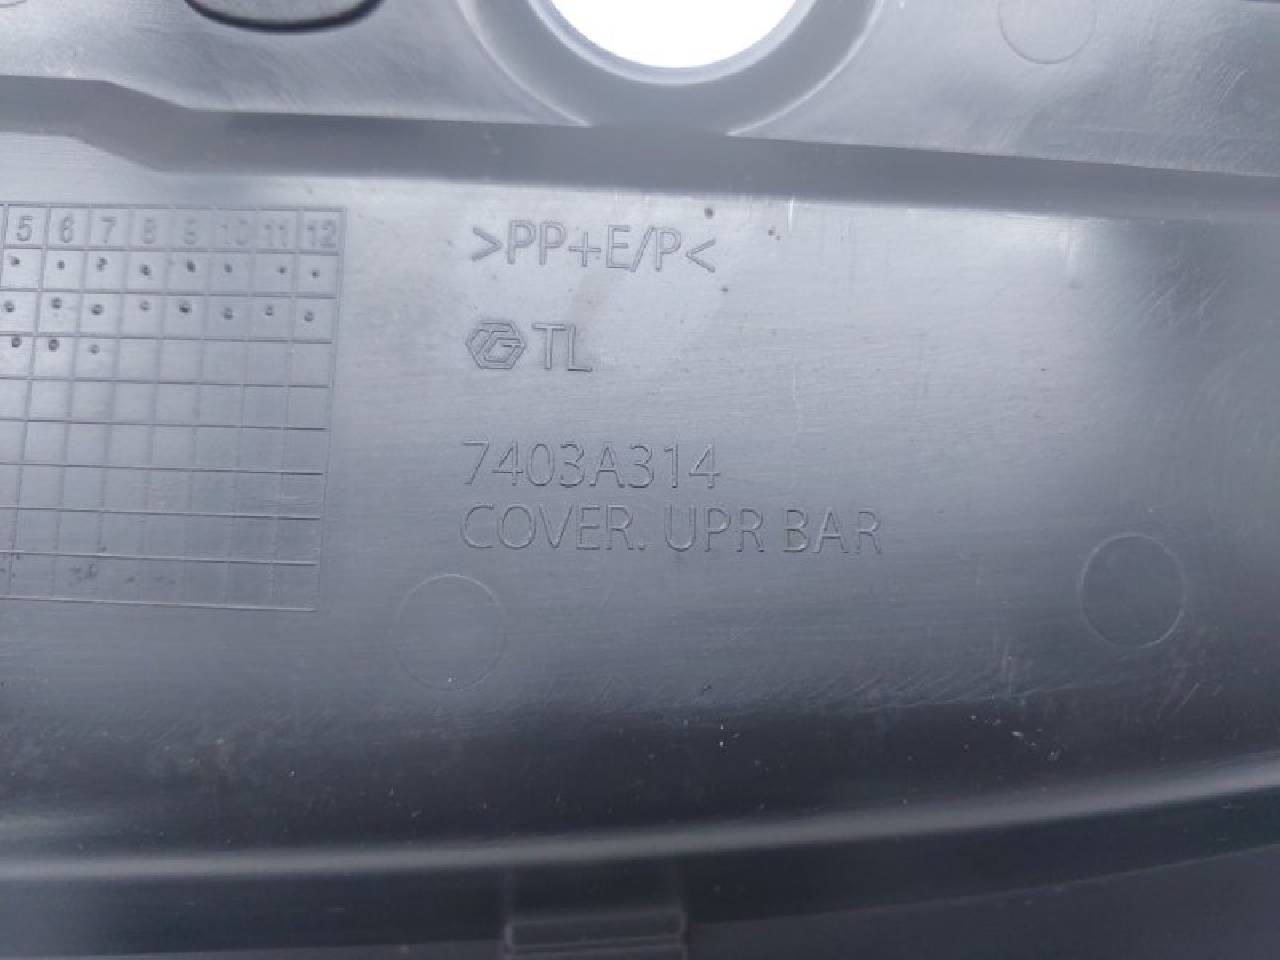 5 6 7 8 9 10 11 12
>PP+E/P<
TL
7403A314
COVER. UPR BAR